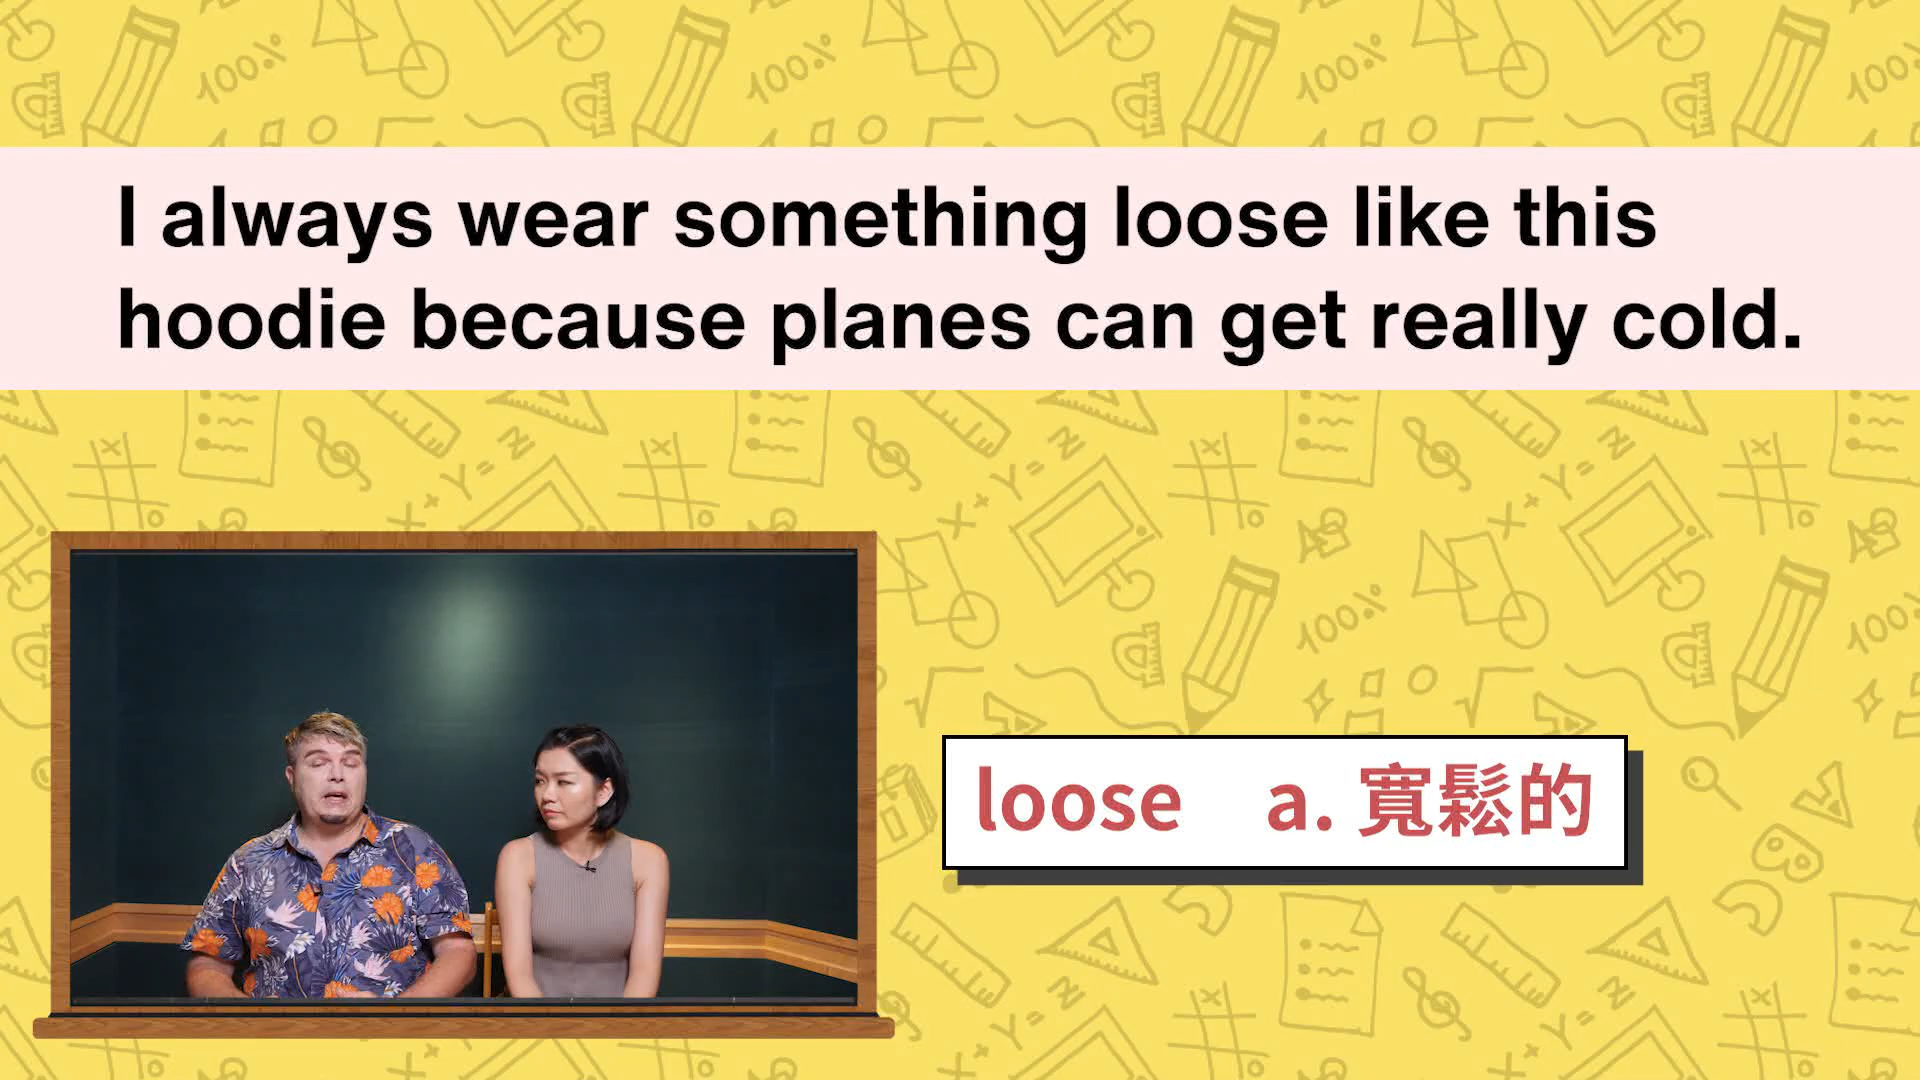 I always wear something loose like this
hoodie because planes can get really cold.
loose a. 寬鬆的